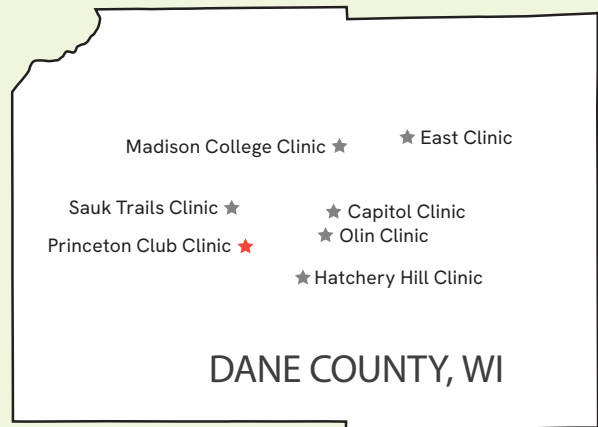 Madison College Clinic
East Clinic
Sauk Trails Clinic
Capitol Clinic
Princeton Club Clinic
Olin Clinic
Hatchery Hill Clinic
DANE COUNTY, WI